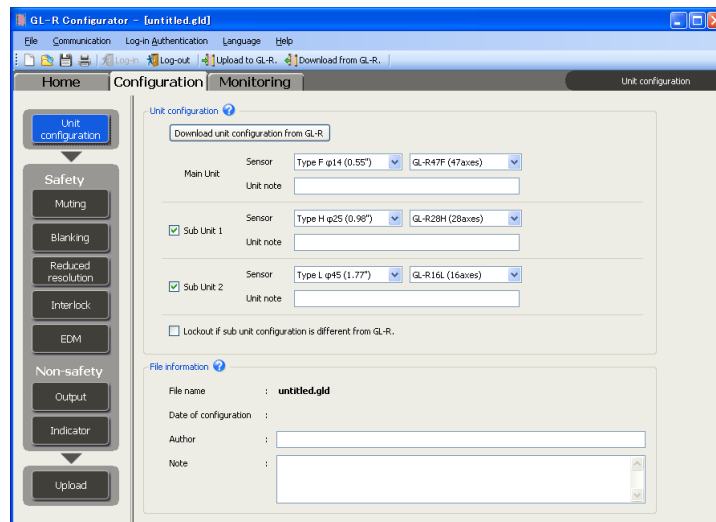 GL-R Configurator - [untitled.gld]
File Communication Log-in Authentication Language Help
Log-in Log-out Upload to GL-R. Download from GL-R.
Home Configuration Monitoring Unit configuration
Unit configuration
Safety
Muting
Blanking
Reduced resolution
Interlock
EDM
Non-safety
Output
Indicator
Upload
Unit configuration
Download unit configuration from GL-R
Main Unit
Sensor Type F φ14 (0.55") GL-R47F (47axes)
Unit note
Sub Unit 1
Sensor Type H φ25 (0.98") GL-R28H (28axes)
Unit note
Sub Unit 2
Sensor Type L φ45 (1.77") GL-R16L (16axes)
Unit note
Lockout if sub unit configuration is different from GL-R.
File information
File name : untitled.gld
Date of configuration :
Author :
Note :